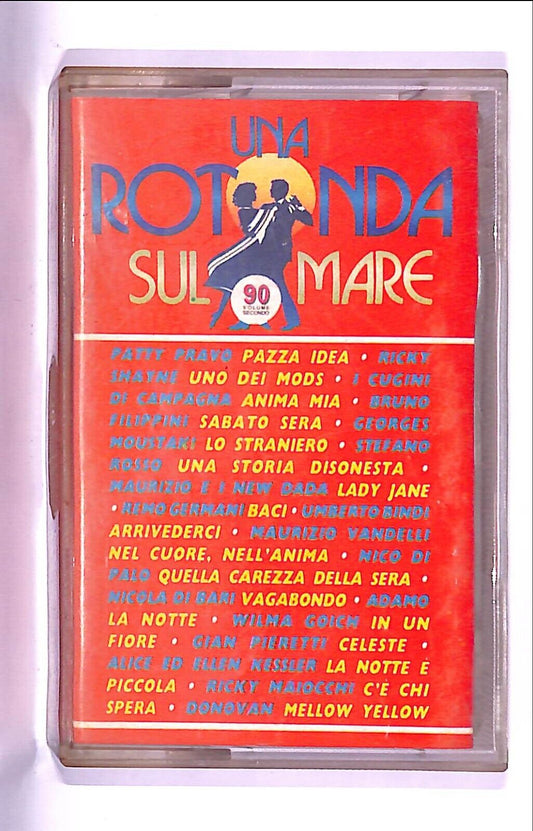 UNA
ROTONDA
SUL MARE
90
VOLUME
SECONDO
PATTY PRAVO PAZZA IDEA • RICKY
SHAYNE UNO DEI MODS • I CUGINI
DI CAMPAGNA ANIMA MIA • BRUNO
FILIPPINI SABATO SERA • GEORGES
MOUSTAKI LO STRANIERO • STEFANO
ROSSO UNA STORIA DISONESTA •
MAURIZIO E I NEW DADA LADY JANE
• REMO GERMANI BACI • UMBERTO BINDI
ARRIVEDERCI • MAURIZIO VANDELLI
NEL CUORE, NELL'ANIMA • NICO DI
PALO QUELLA CAREZZA DELLA SERA •
NICOLA DI BARI VAGABONDO • ADAMO
LA NOTTE • WILMA GOICH IN UN
FIORE • GIAN PIERETTI CELESTE •
ALICE ED ELLEN KESSLER LA NOTTE È
PICCOLA • RICKY MAIOCCHI C'È CHI
SPERA • DONOVAN MELLOW YELLOW